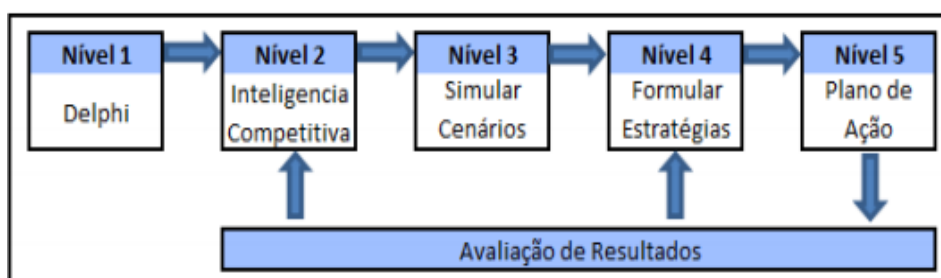 Nível 1
Delphi
Nível 2
Inteligencia
Competitiva
Nível 3
Simular
Cenários
Nível 4
Formular
Estratégias
Nível 5
Plano de
Ação
Avaliação de Resultados